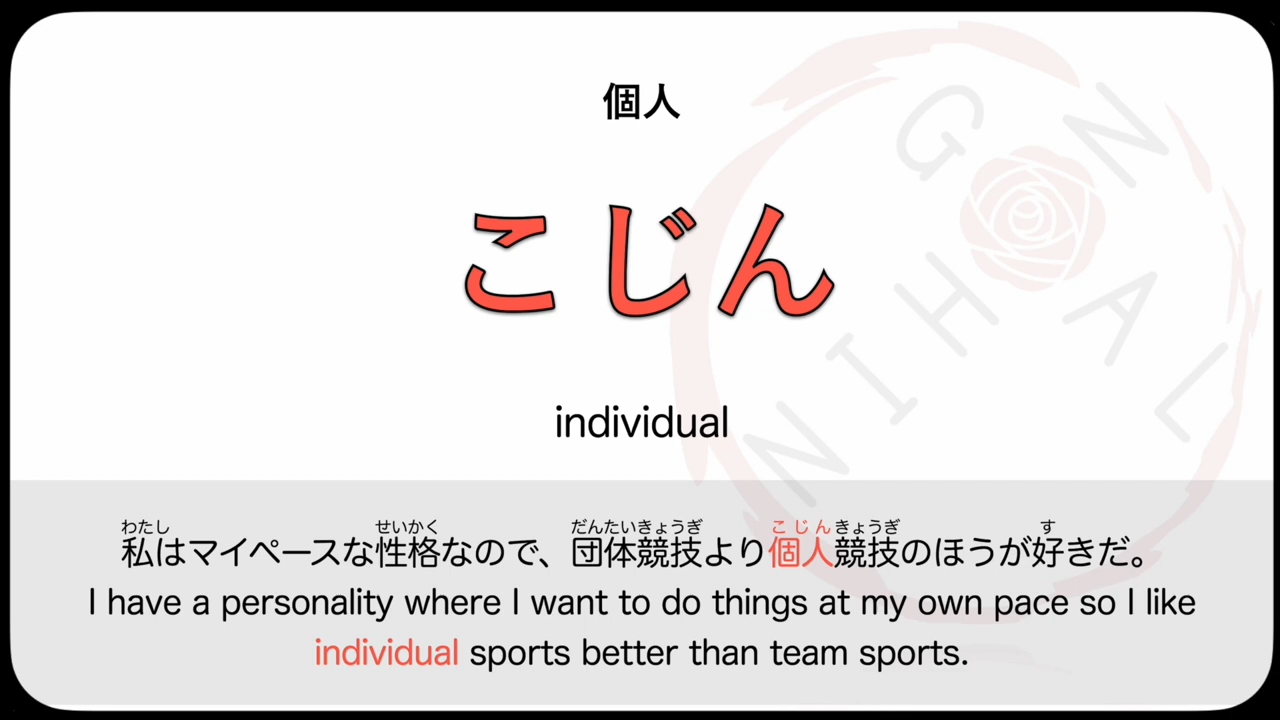 個人
こじん
individual
わたし せいかく だんたいきょうぎ こじんきょうぎ す
私はマイペースな性格なので、団体競技より個人競技のほうが好きだ。
I have a personality where I want to do things at my own pace so I like
individual sports better than team sports.
NIHAL GON